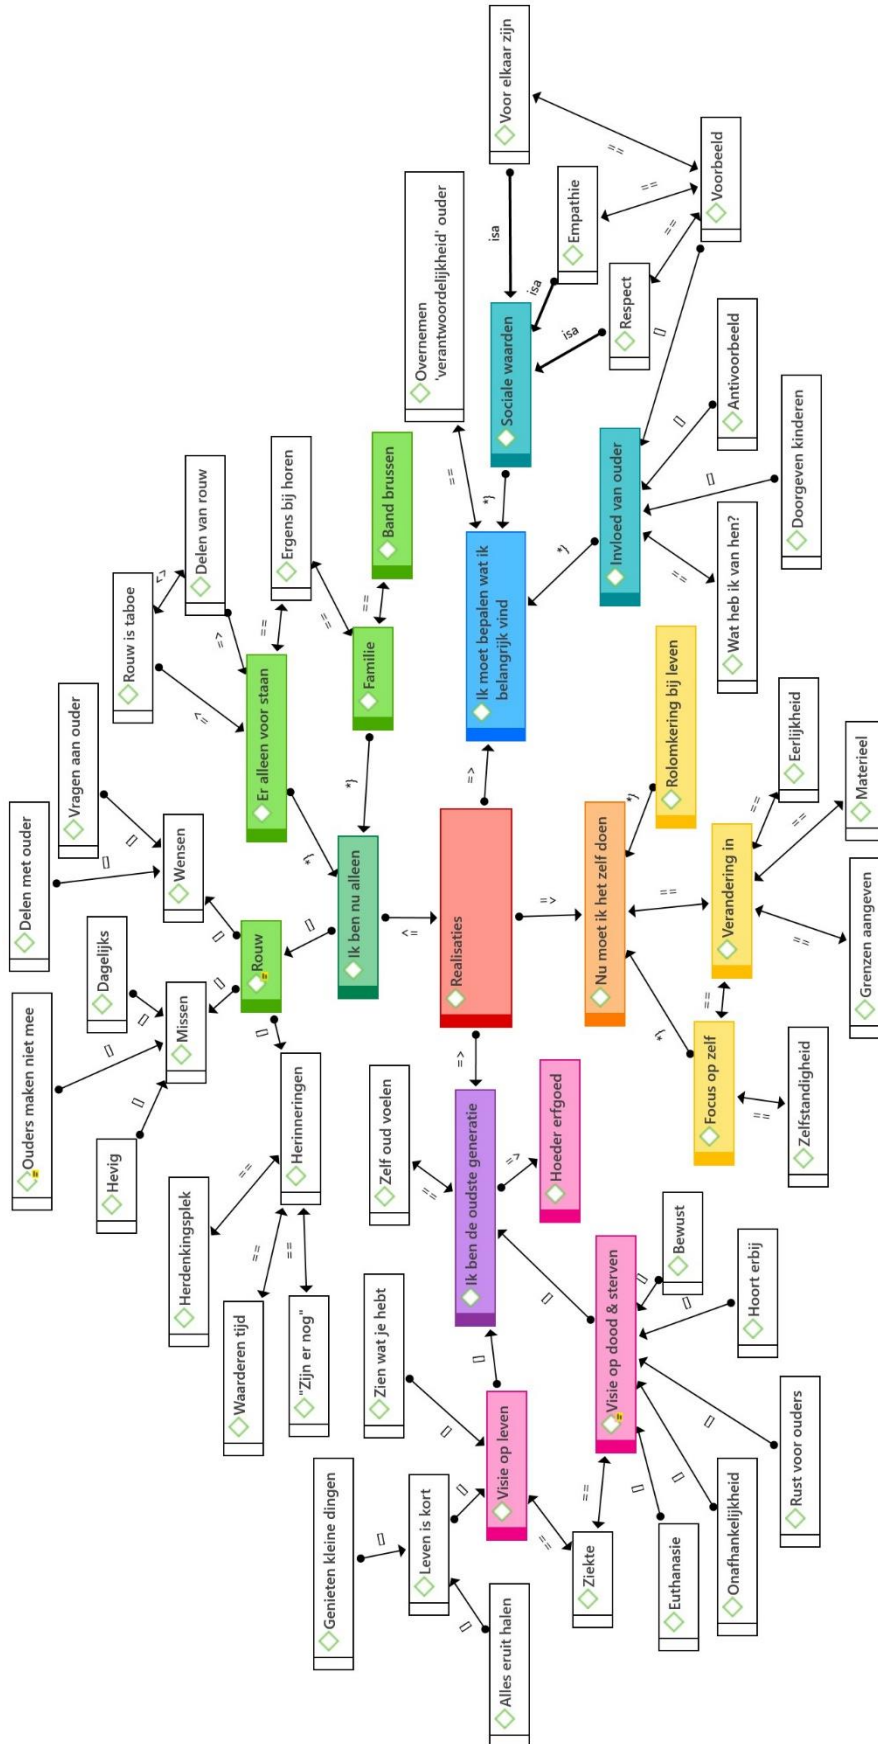 Ouders maken niet mee
Delen met ouder
Hevig
Dagelijks
Vragen aan ouder
Rouw is taboe
[]
[]
[]
[]
[]
<>
Herdenkingsplek
Missen
Wensen
Delen van rouw
==
[]
[]
<=
=>
Waarderen tijd
==
Herinneringen
[]
Rouw
Er alleen voor staan
==
Ergens bij horen
"Zijn er nog"
==
[]
*}
==
Genieten kleine dingen
Zien wat je hebt
Zelf oud voelen
Ik ben nu alleen
*}
Familie
==
Band brussen
[]
Leven is kort
[]
==
<=
Overnemen
'verantwoordelijkheid' ouder
Alles eruit halen
[]
[]
Visie op leven
[]
Ik ben de oudste generatie
=>
Realisaties
=>
Ik moet bepalen wat ik
belangrijk vind
==
*}
Sociale waarden
isa
Voor elkaar zijn
==
=>
Hoeder erfgoed
[]
=>
*}
isa
Empathie
Ziekte
==
Visie op dood & sterven
Nu moet ik het zelf doen
Invloed van ouder
isa
Respect
==
==
==
[]
[]
[]
Bewust
*}
==
*}
Rolomkering bij leven
==
[]
[]
[]
Euthanasie
[]
[]
Focus op zelf
==
Verandering in
Wat heb ik van hen?
Antivoorbeeld
Voorbeeld
Onafhankelijkheid
Hoort erbij
==
==
==
==
Eerlijkheid
Doorgeven kinderen
Rust voor ouders
Zelfstandigheid
Grenzen aangeven
Materieel